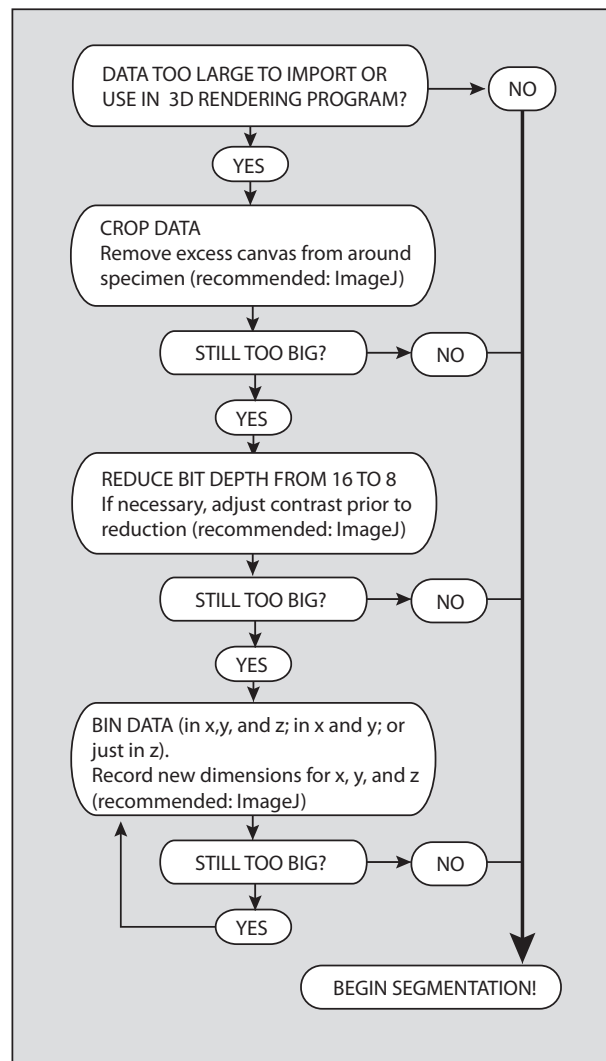 DATA TOO LARGE TO IMPORT OR
USE IN 3D RENDERING PROGRAM?
NO
YES
CROP DATA
Remove excess canvas from around
specimen (recommended: ImageJ)
STILL TOO BIG?
NO
YES
REDUCE BIT DEPTH FROM 16 TO 8
If necessary, adjust contrast prior to
reduction (recommended: ImageJ)
STILL TOO BIG?
NO
YES
BIN DATA (in x,y, and z; in x and y; or
just in z).
Record new dimensions for x, y, and z
(recommended: ImageJ)
STILL TOO BIG?
NO
YES
BEGIN SEGMENTATION!